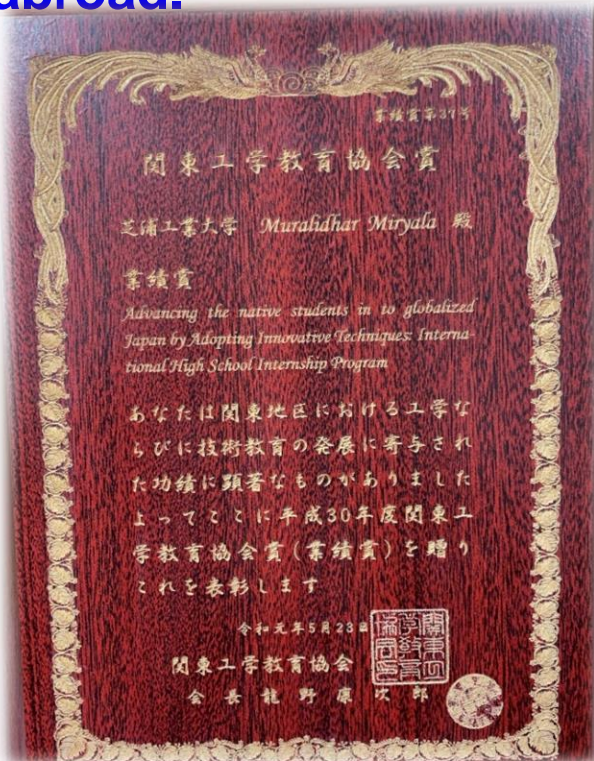 abroad.
業績賞第37号
関東工学教育協会賞
芝浦工業大学 Muralidhar Miryala 殿
業績賞
Advancing the native students in to globalized
Japan by Adopting Innovative Techniques: Interna-
tional High School Internship Program
あなたは関東地区における工学な
らびに技術教育の発展に寄与され
た功績に顕著なものがありました
よってここに平成30年度関東工
学教育協会賞(業績賞)を贈り
これを表彰します
令和元年5月23日
関東工学教育協会
会長龍野康次郎